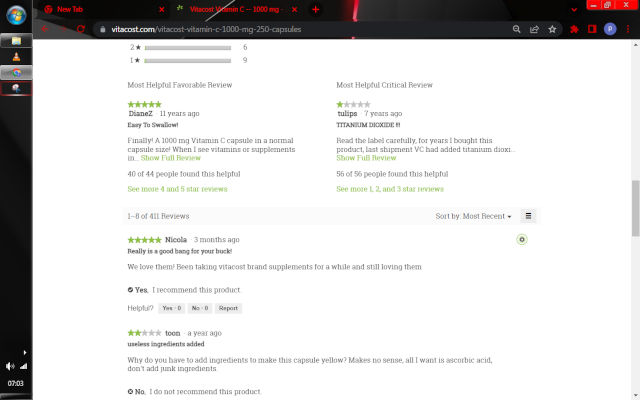 New Tab
Vitacost Vitamin C -- 1000 mg -
vitacost.com/vitacost-vitamin-c-1000-mg-250-capsules
P
2 ★ 6
1 ★ 9
Most Helpful Favorable Review
Most Helpful Critical Review
DianeZ · 11 years ago
Easy To Swallow!
Finally! A 1000 mg Vitamin C capsule in a normal
capsule size! When I see vitamins or supplements
in... Show Full Review
40 of 44 people found this helpful
See more 4 and 5 star reviews
tulips · 7 years ago
TITANIUM DIOXIDE !!!
Read the label carefully, for years I bought this
product, last shipment VC had added titanium dioxi...
Show Full Review
56 of 56 people found this helpful
See more 1, 2, and 3 star reviews
1–8 of 411 Reviews
Sort by: Most Recent
Nicola · 3 months ago
Really is a good bang for your buck!
We love them! Been taking vitacost brand supplements for a while and still loving them
Yes, I recommend this product.
Helpful? Yes · 0 No · 0 Report
toon · a year ago
useless ingredients added
Why do you have to add ingredients to make this capsule yellow? Makes no sense, all I want is ascorbic acid,
don't add junk ingredients.
No, I do not recommend this product.
07:03